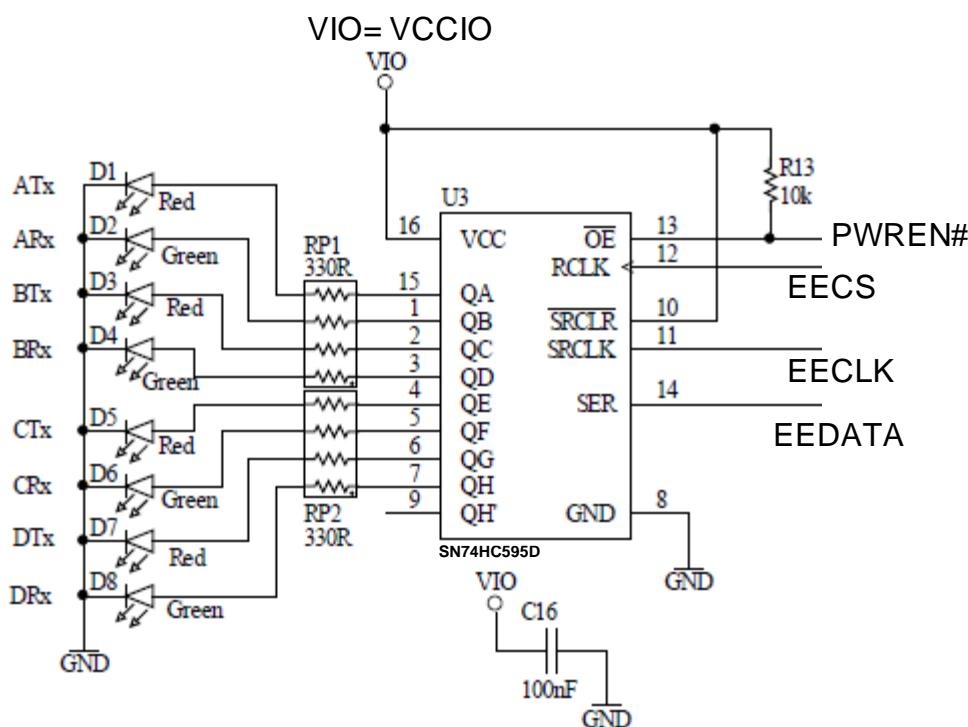 VIO= VCCIO
VIO
R13
10k
ATx
D1
Red
U3
ARx
D2
Green
16
VCC
OE
13
PWREN#
RP1
330R
RCLK
12
EECS
BTx
D3
Red
15
QA
1
QB
SRCLR
10
BRx
D4
Green
2
QC
SRCLK
11
EECLK
3
QD
4
QE
SER
14
EEDATA
CTx
D5
Red
5
QF
6
QG
CRx
D6
Green
7
QH
9
QH'
GND
8
RP2
330R
DTx
D7
Red
SN74HC595D
DRx
D8
Green
VIO
C16
100nF
GND
GND
GND